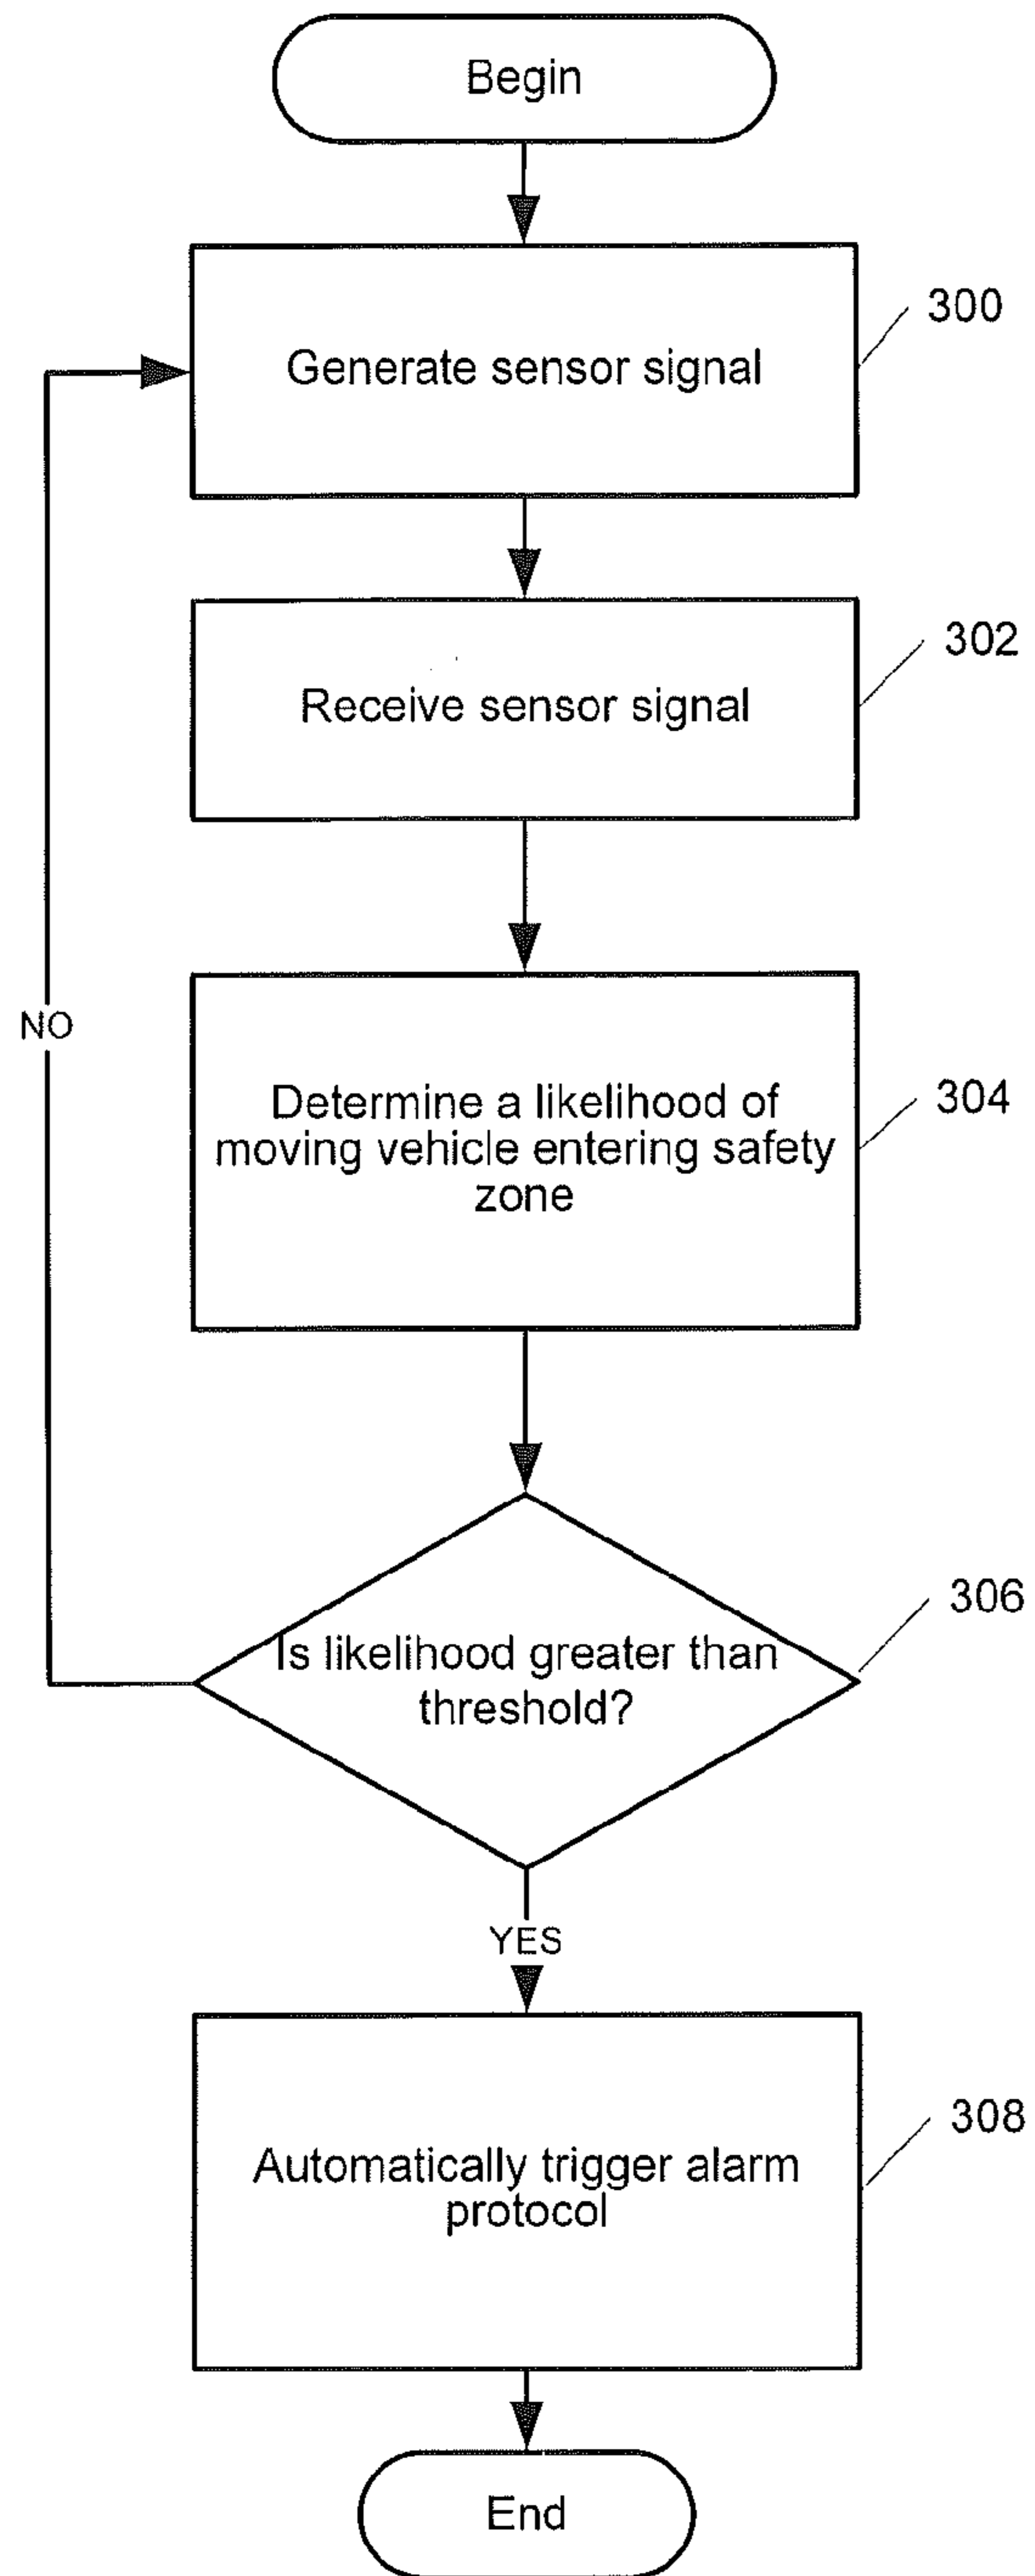 Begin
300
Generate sensor signal
302
Receive sensor signal
NO
304
Determine a likelihood of
moving vehicle entering safety
zone
306
Is likelihood greater than
threshold?
YES
308
Automatically trigger alarm
protocol
End